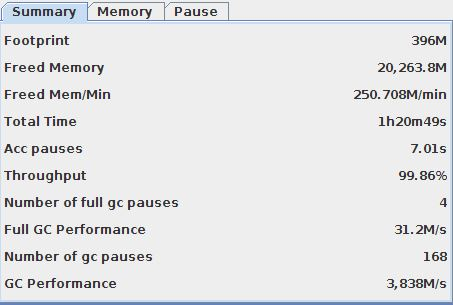 Summary Memory Pause
Footprint 396M
Freed Memory 20,263.8M
Freed Mem/Min 250.708M/min
Total Time 1h20m49s
Acc pauses 7.01s
Throughput 99.86%
Number of full gc pauses 4
Full GC Performance 31.2M/s
Number of gc pauses 168
GC Performance 3,838M/s